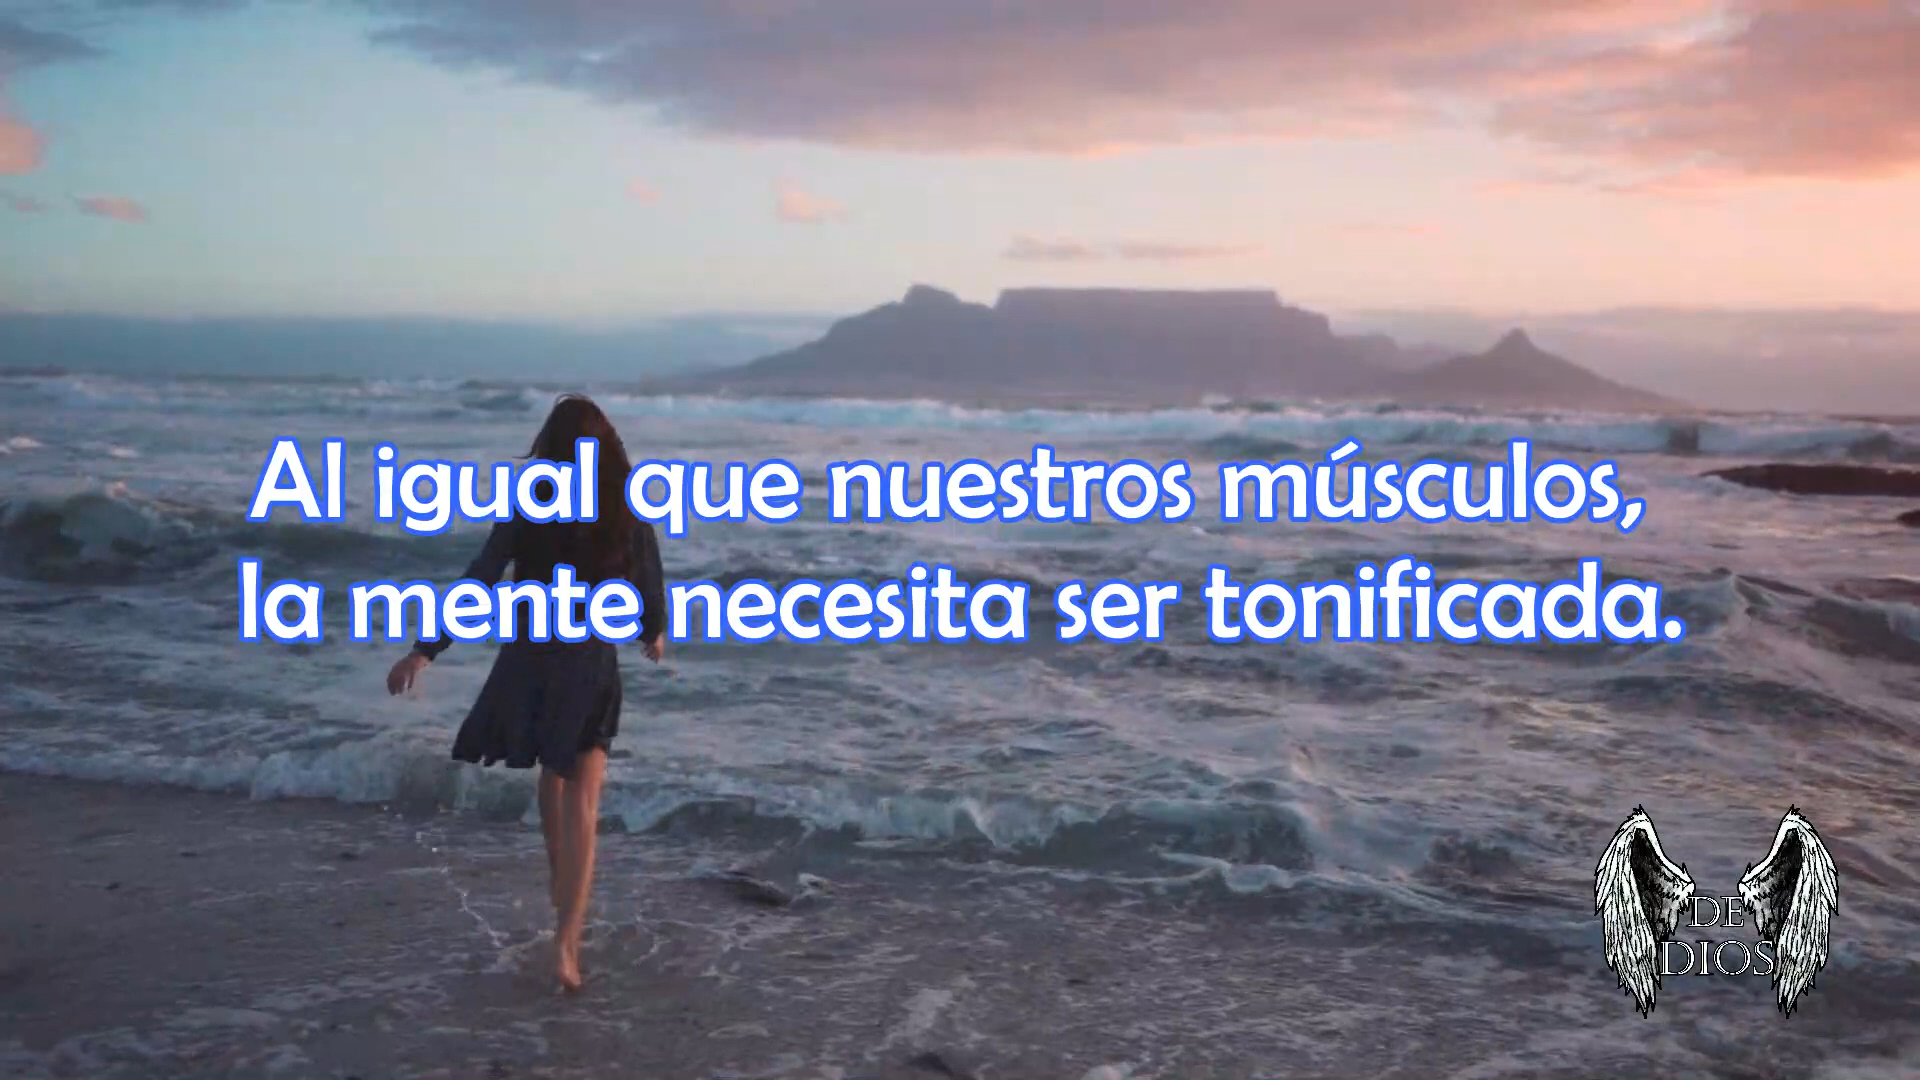 Al igual que nuestros músculos,
la mente necesita ser tonificada.
DE
DIOS